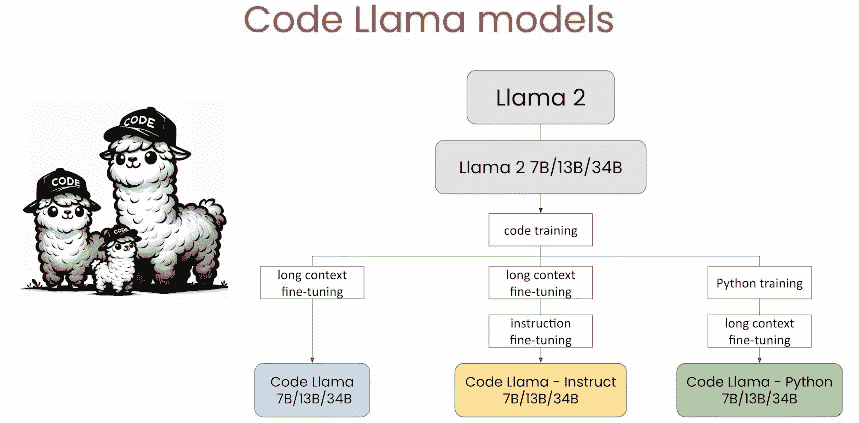 Code Llama models
CODE
CODE
CODE
Llama 2
Llama 2 7B/13B/34B
code training
long context
fine-tuning
long context
fine-tuning
Python training
instruction
fine-tuning
long context
fine-tuning
Code Llama
7B/13B/34B
Code Llama - Instruct
7B/13B/34B
Code Llama - Python
7B/13B/34B